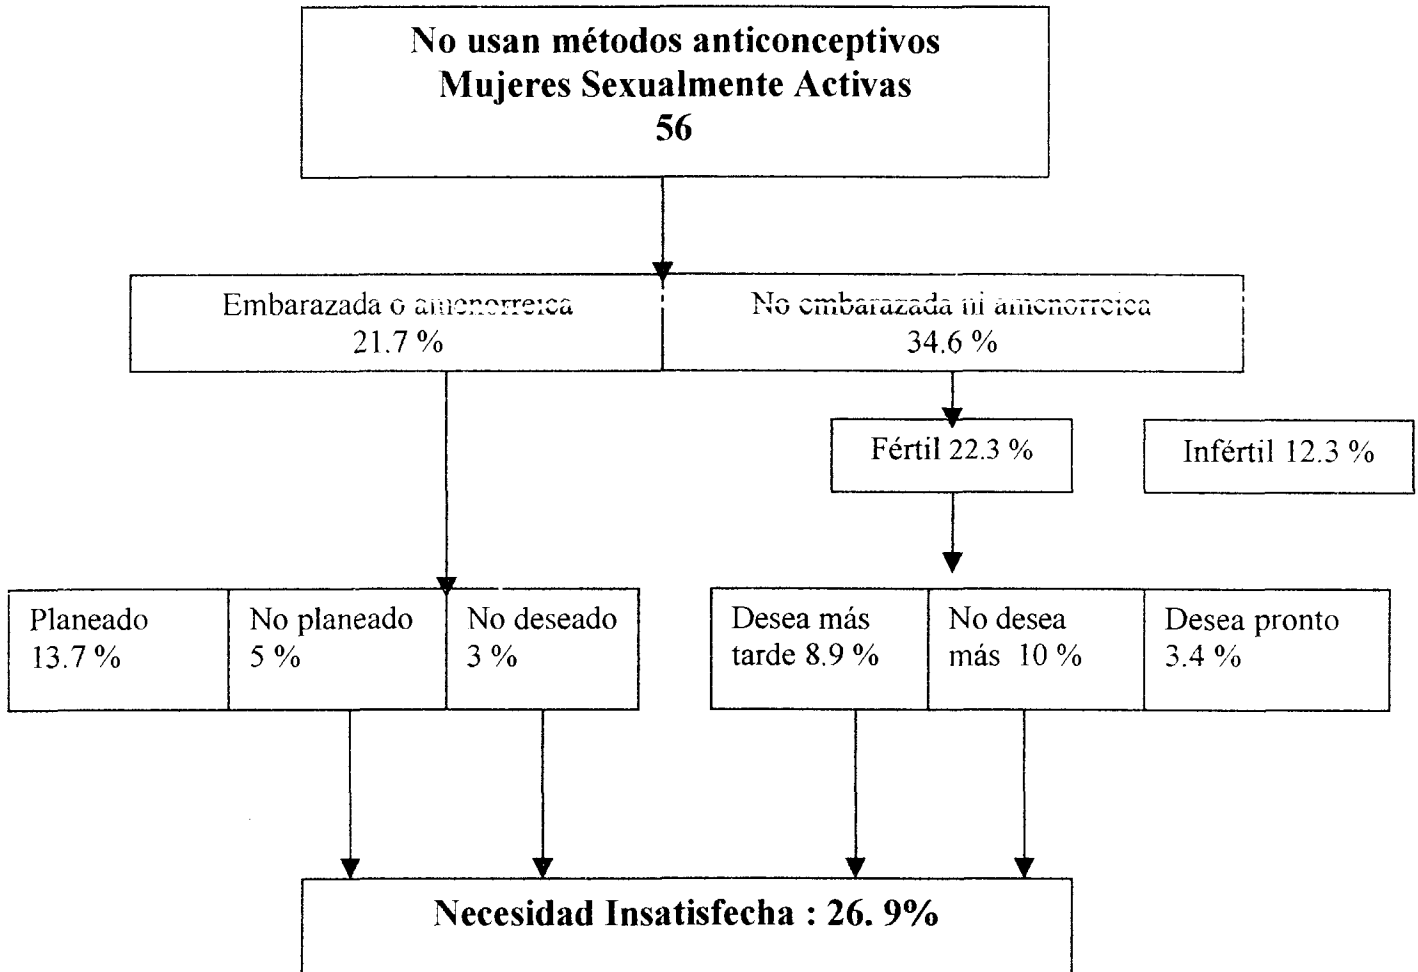 No usan métodos anticonceptivos
Mujeres Sexualmente Activas
56
Embarazada o amenorreica
21.7 %
No embarazada ni amenorreica
34.6 %
Fértil 22.3 %
Infértil 12.3 %
Planeado
13.7 %
No planeado
5 %
No deseado
3 %
Desea más
tarde 8.9 %
No desea
más 10 %
Desea pronto
3.4 %
Necesidad Insatisfecha : 26. 9%